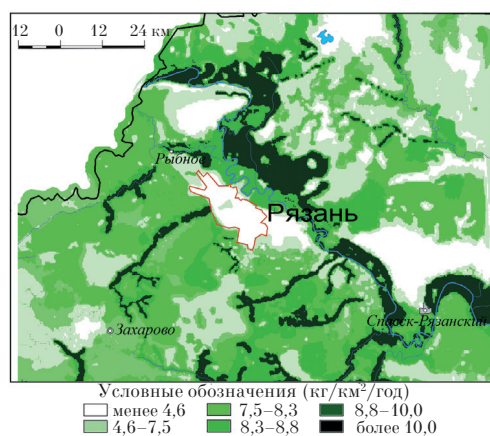 12 0 12 24 км
Рыбное
Рязань
Спасск-Рязанский
Захарово
Условные обозначения (кг/км²/год)
менее 4,6 7,5–8,3 8,8–10,0
4,6–7,5 8,3–8,8 более 10,0